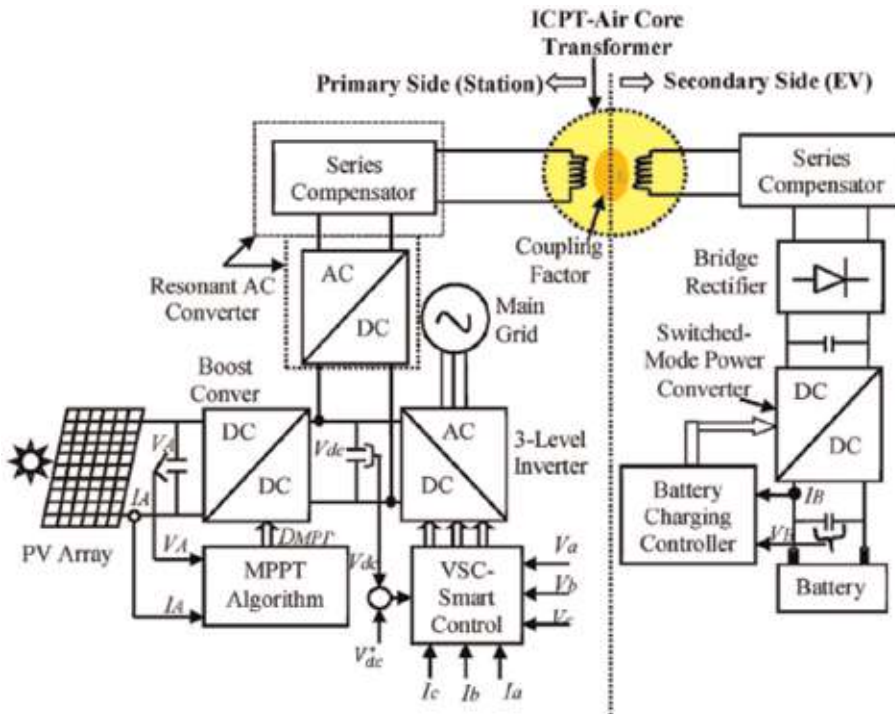 ICPT-Air Core
Transformer
Primary Side (Station)
Secondary Side (EV)
Series
Compensator
Series
Compensator
Coupling
Factor
Bridge
Rectifier
Resonant AC
Converter
AC
DC
Main
Grid
Switched-
Mode Power
Converter
Boost
Conver
DC
DC
AC
DC
3-Level
Inverter
DC
DC
VA
Vdc
IA
PV Array
VA
IA
DMPPT
MPPT
Algorithm
Vdc
V*dc
VSC-
Smart
Control
Va
Vb
Vc
Ic
Ib
Ia
Battery
Charging
Controller
IB
VB
Battery